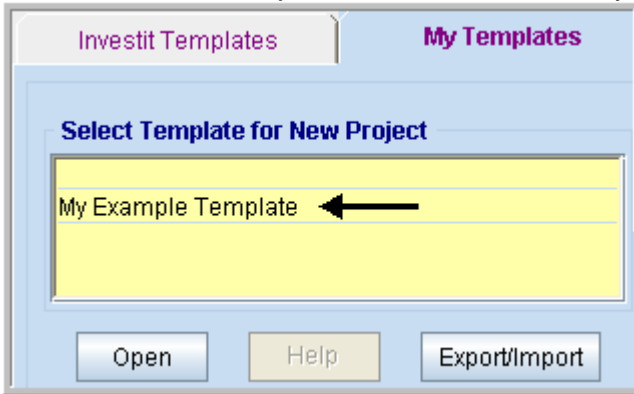 Investit Templates
My Templates
Select Template for New Project
My Example Template
Open
Help
Export/Import